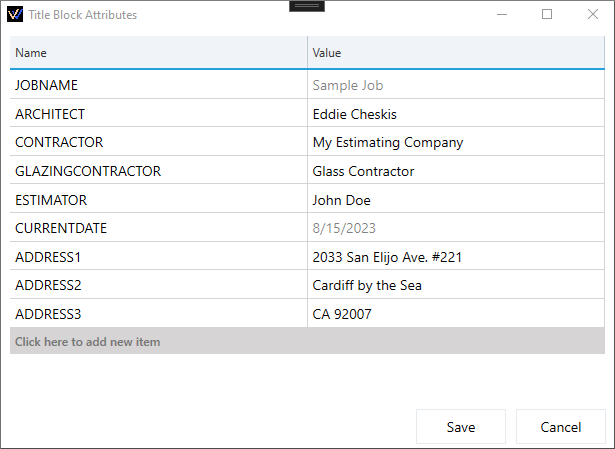 Title Block Attributes
Name Value
JOBNAME Sample Job
ARCHITECT Eddie Cheskis
CONTRACTOR My Estimating Company
GLAZINGCONTRACTOR Glass Contractor
ESTIMATOR John Doe
CURRENTDATE 8/15/2023
ADDRESS1 2033 San Elijo Ave. #221
ADDRESS2 Cardiff by the Sea
ADDRESS3 CA 92007
Click here to add new item
Save Cancel